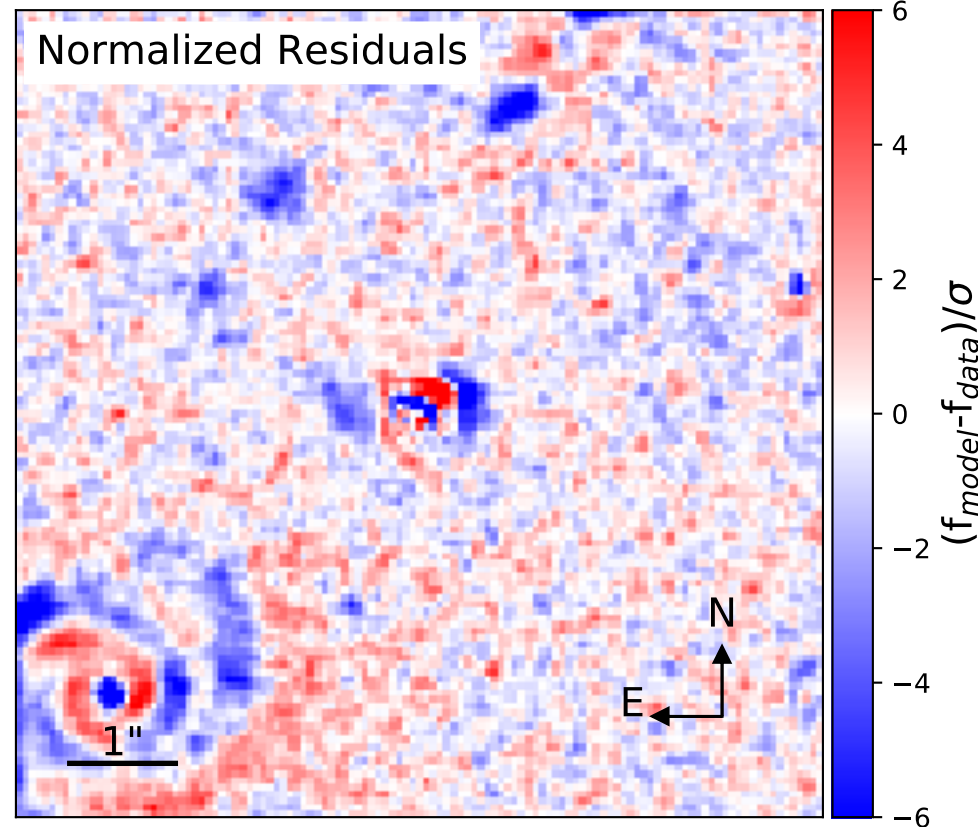 Normalized Residuals
6
4
2
0
−2
−4
−6
(f_model-f_data)/σ
N
E
1"